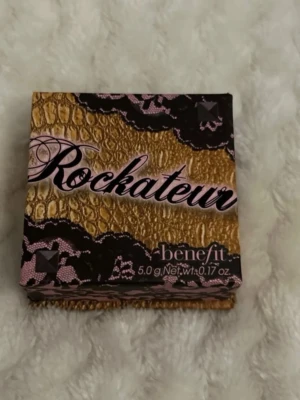 Rockateur
benefit
5.0 g Net wt. 0.17 oz.